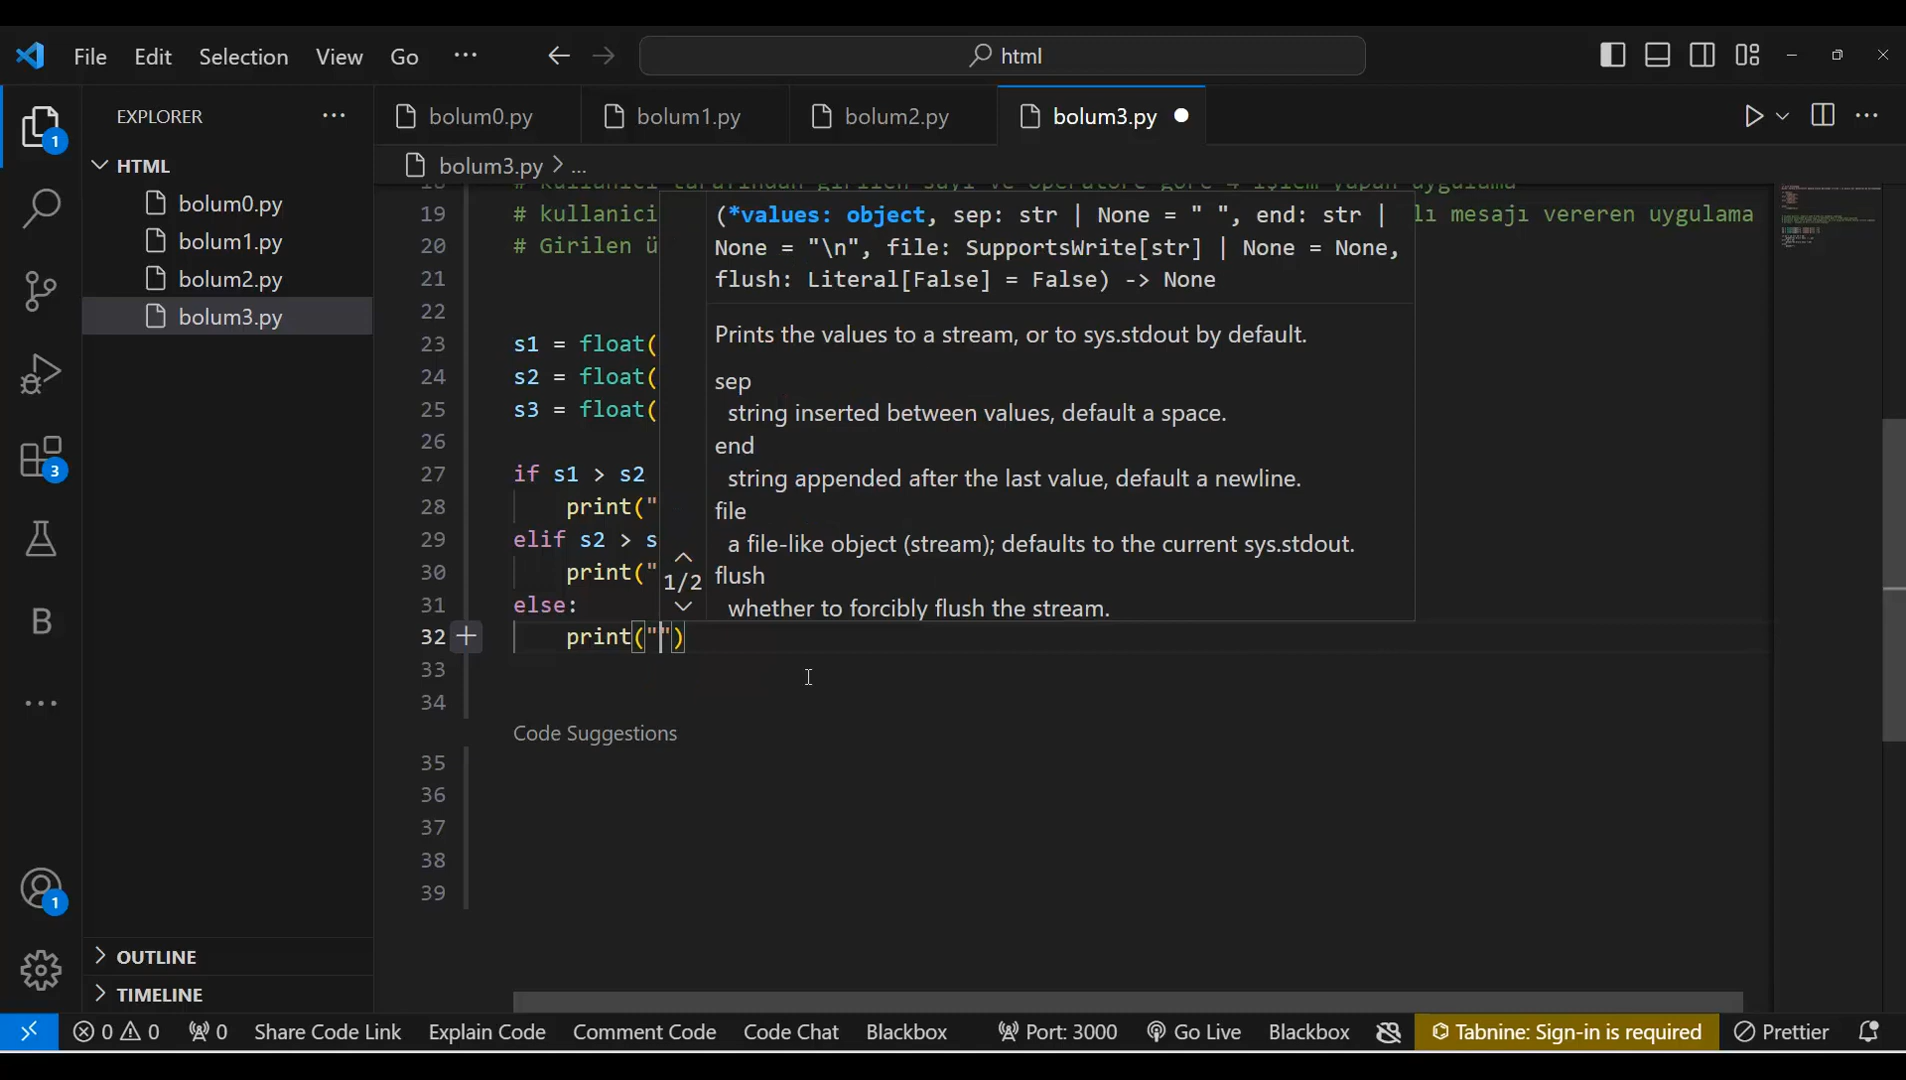 File Edit Selection View Go ... html
EXPLORER ...
bolum0.py bolum1.py bolum2.py bolum3.py
HTML
bolum0.py
bolum1.py
bolum2.py
bolum3.py
bolum3.py > ...
19 # kullanici lı mesajı vereren uygulama
20 # Girilen ü
21
22
23 s1 = float(
24 s2 = float(
25 s3 = float(
26
27 if s1 > s2
28 print("
29 elif s2 > s
30 print("
31 else:
32 print("")
33
34
Code Suggestions
35
36
37
38
39
(*values: object, sep: str | None = " ", end: str |
None = "\n", file: SupportsWrite[str] | None = None,
flush: Literal[False] = False) -> None
Prints the values to a stream, or to sys.stdout by default.
sep
string inserted between values, default a space.
end
string appended after the last value, default a newline.
file
a file-like object (stream); defaults to the current sys.stdout.
flush
whether to forcibly flush the stream.
1/2
1
3
B
1
OUTLINE
TIMELINE
0 0 0 Share Code Link Explain Code Comment Code Code Chat Blackbox Port: 3000 Go Live Blackbox Tabnine: Sign-in is required Prettier